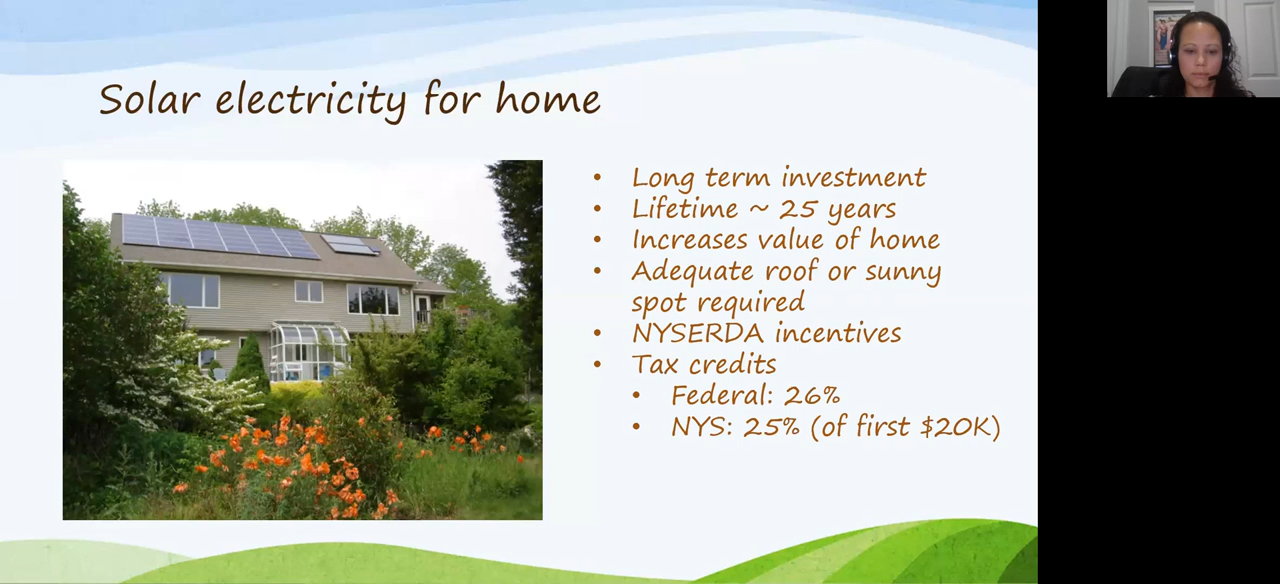 Solar electricity for home
• Long term investment
• Lifetime ~ 25 years
• Increases value of home
• Adequate roof or sunny
spot required
• NYSERDA incentives
• Tax credits
• Federal: 26%
• NYS: 25% (of first $20K)